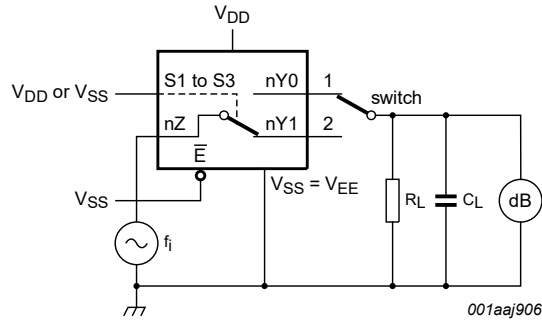 VDD
S1 to S3
nY0
1
switch
VDD or VSS
nZ
nY1
2
E
VSS = VEE
VSS
RL
CL
dB
fi
001aaj906